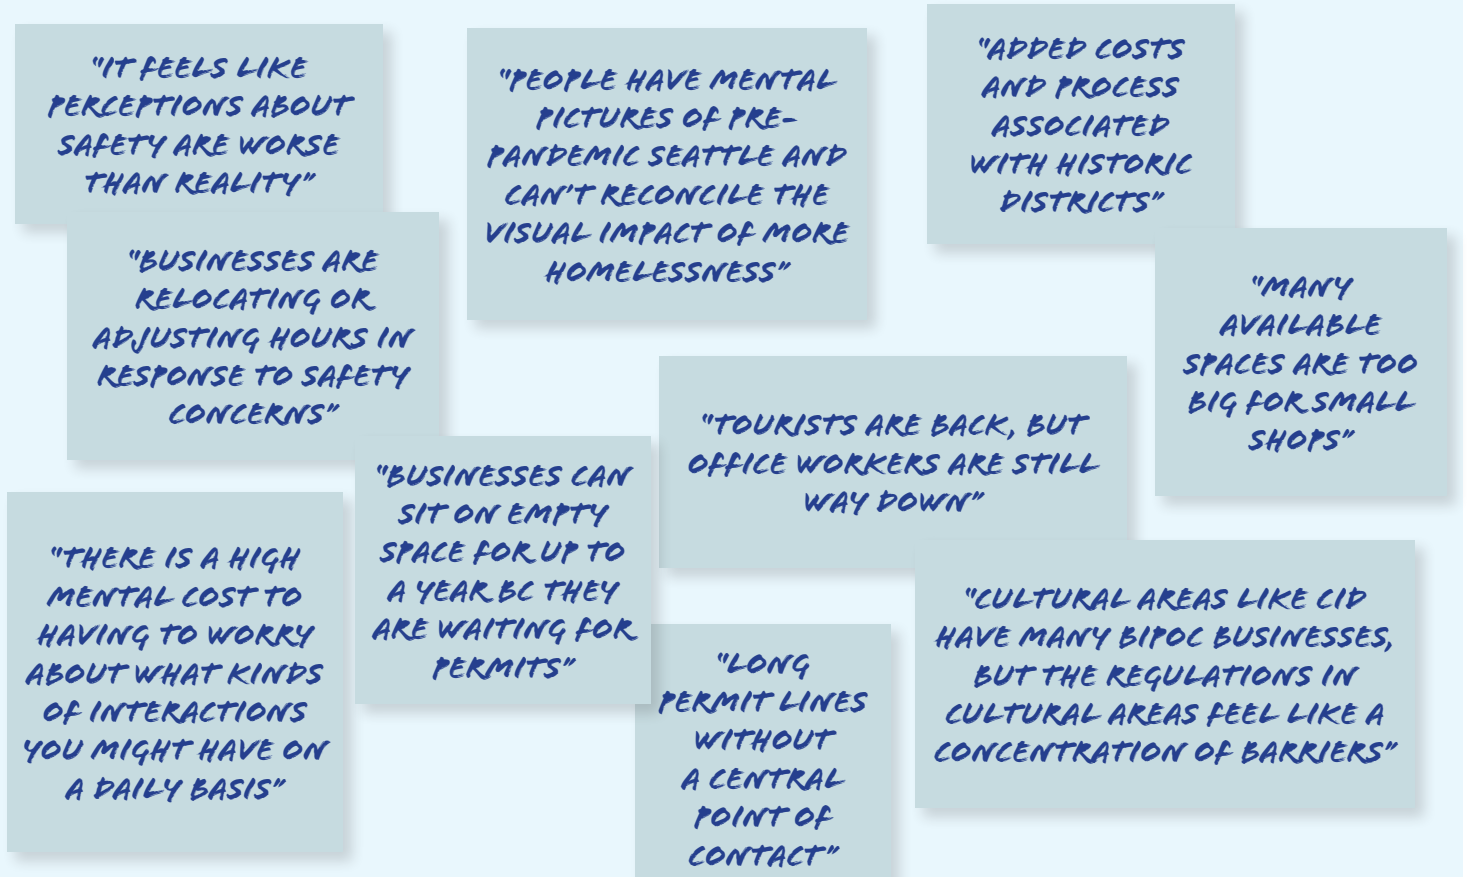 "IT FEELS LIKE
PERCEPTIONS ABOUT
SAFETY ARE WORSE
THAN REALITY"
"PEOPLE HAVE MENTAL
PICTURES OF PRE-
PANDEMIC SEATTLE AND
CAN'T RECONCILE THE
VISUAL IMPACT OF MORE
HOMELESSNESS"
"ADDED COSTS
AND PROCESS
ASSOCIATED
WITH HISTORIC
DISTRICTS"
"BUSINESSES ARE
RELOCATING OR
ADJUSTING HOURS IN
RESPONSE TO SAFETY
CONCERNS"
"MANY
AVAILABLE
SPACES ARE TOO
BIG FOR SMALL
SHOPS"
"TOURISTS ARE BACK, BUT
OFFICE WORKERS ARE STILL
WAY DOWN"
"BUSINESSES CAN
SIT ON EMPTY
SPACE FOR UP TO
A YEAR BC THEY
ARE WAITING FOR
PERMITS"
"THERE IS A HIGH
MENTAL COST TO
HAVING TO WORRY
ABOUT WHAT KINDS
OF INTERACTIONS
YOU MIGHT HAVE ON
A DAILY BASIS"
"LONG
PERMIT LINES
WITHOUT
A CENTRAL
POINT OF
CONTACT"
"CULTURAL AREAS LIKE CID
HAVE MANY BIPOC BUSINESSES,
BUT THE REGULATIONS IN
CULTURAL AREAS FEEL LIKE A
CONCENTRATION OF BARRIERS"